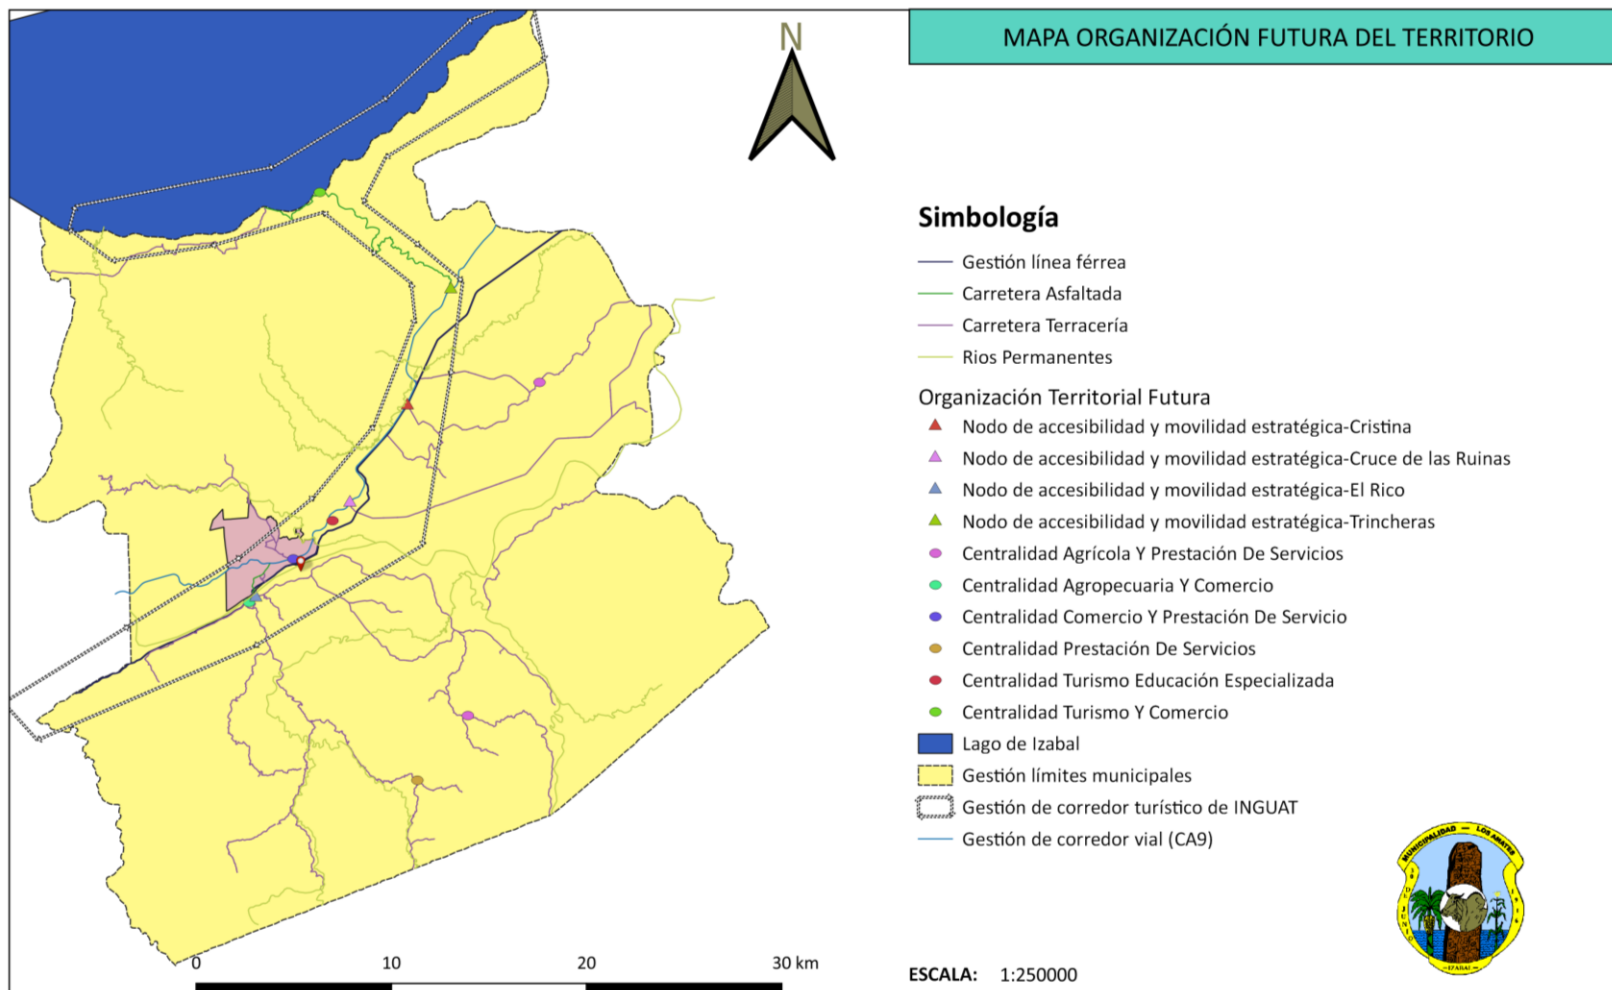 MAPA ORGANIZACIÓN FUTURA DEL TERRITORIO
N
Simbología
Gestión línea férrea
Carretera Asfaltada
Carretera Terracería
Rios Permanentes
Organización Territorial Futura
Nodo de accesibilidad y movilidad estratégica-Cristina
Nodo de accesibilidad y movilidad estratégica-Cruce de las Ruinas
Nodo de accesibilidad y movilidad estratégica-El Rico
Nodo de accesibilidad y movilidad estratégica-Trincheras
Centralidad Agrícola Y Prestación De Servicios
Centralidad Agropecuaria Y Comercio
Centralidad Comercio Y Prestación De Servicio
Centralidad Prestación De Servicios
Centralidad Turismo Educación Especializada
Centralidad Turismo Y Comercio
Lago de Izabal
Gestión límites municipales
Gestión de corredor turístico de INGUAT
Gestión de corredor vial (CA9)
MUNICIPALIDAD — LOS AMATES
DE JUNIO
—IZABAL—
0 10 20 30 km
ESCALA: 1:250000